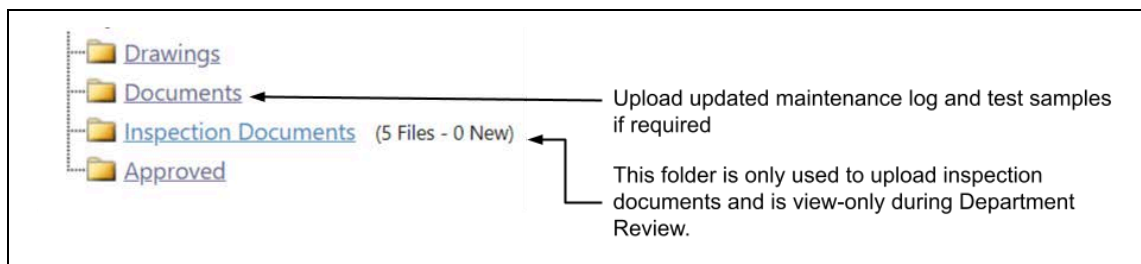 Drawings
Documents
Inspection Documents (5 Files - 0 New)
Approved
Upload updated maintenance log and test samples
if required
This folder is only used to upload inspection
documents and is view-only during Department
Review.